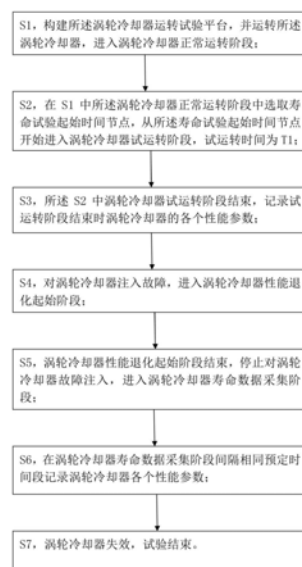 S1，构建所述涡轮冷却器运转试验平台，并运转所述
涡轮冷却器，进入涡轮冷却器正常运转阶段；
S2，在 S1 中所述涡轮冷却器正常运转阶段中选取寿
命试验起始时间节点，从所述寿命试验起始时间节点
开始进入涡轮冷却器试运转阶段，试运转时间为 T1；
S3，所述 S2 中涡轮冷却器试运转阶段结束，记录试
运转阶段结束时涡轮冷却器的各个性能参数；
S4，对涡轮冷却器注入故障，进入涡轮冷却器性能退
化起始阶段；
S5，涡轮冷却器性能退化起始阶段结束，停止对涡轮
冷却器故障注入，进入涡轮冷却器寿命数据采集阶
段；
S6，在涡轮冷却器寿命数据采集阶段间隔相同预定时
间段记录涡轮冷却器各个性能参数；
S7，涡轮冷却器失效，试验结束。